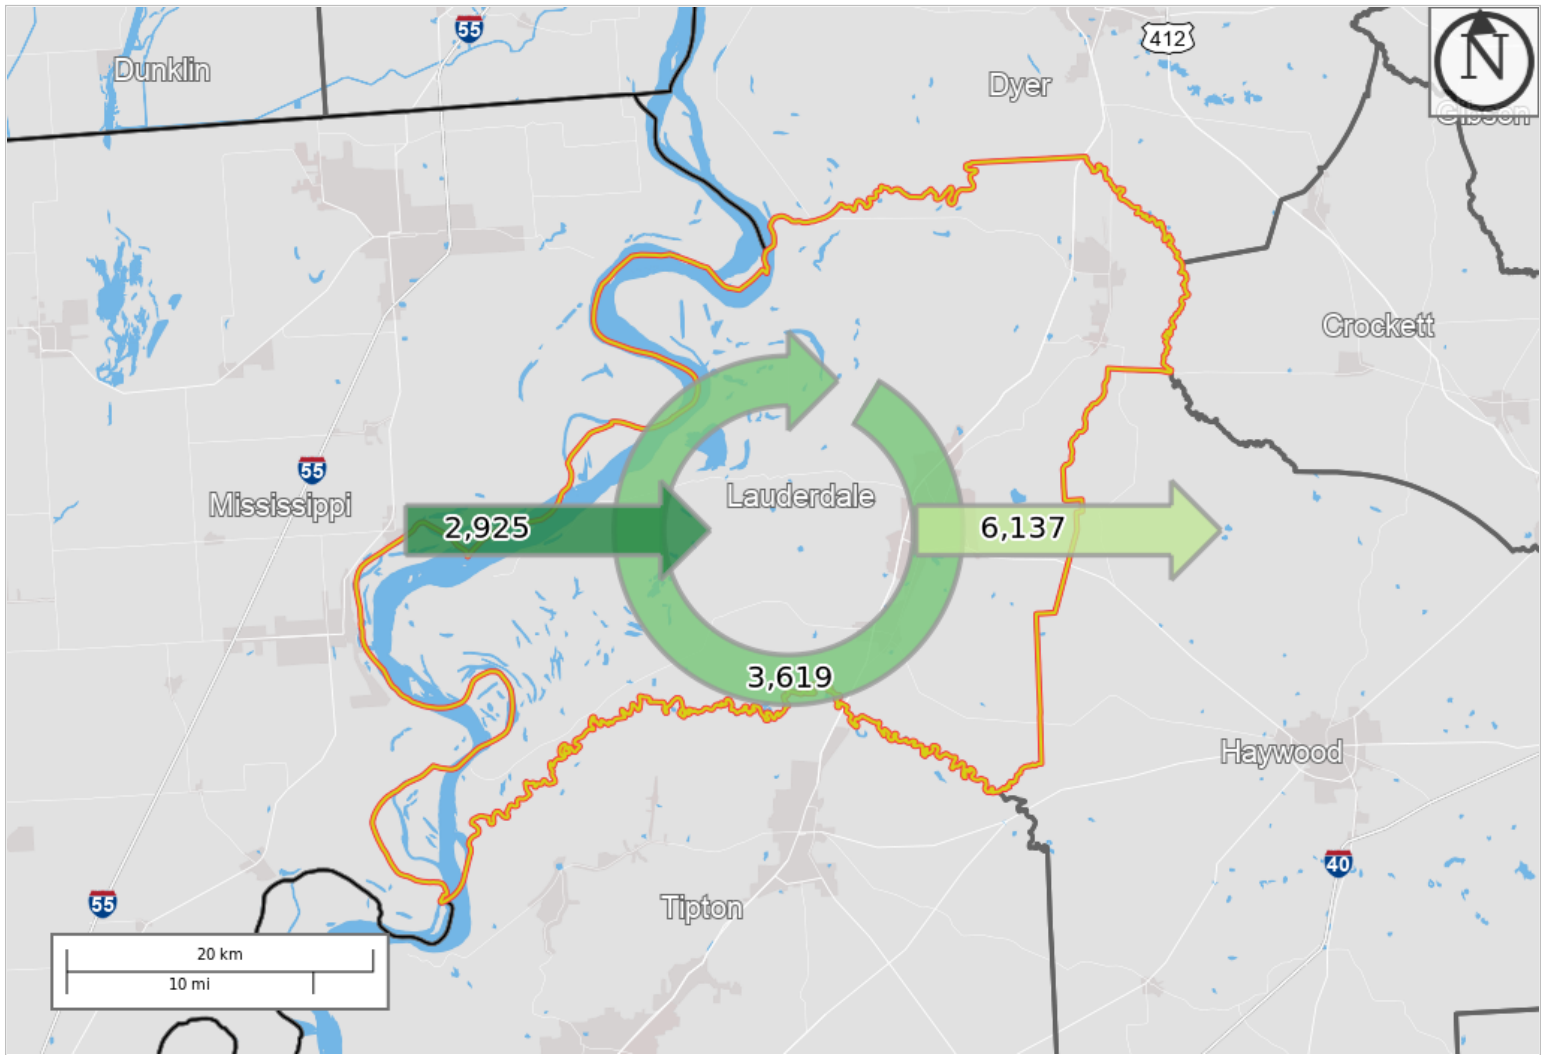 55
Dunklin
412
Dyer
N
Gibson
Crockett
55
Mississippi
Lauderdale
2,925
6,137
3,619
Haywood
40
55
Tipton
20 km
10 mi